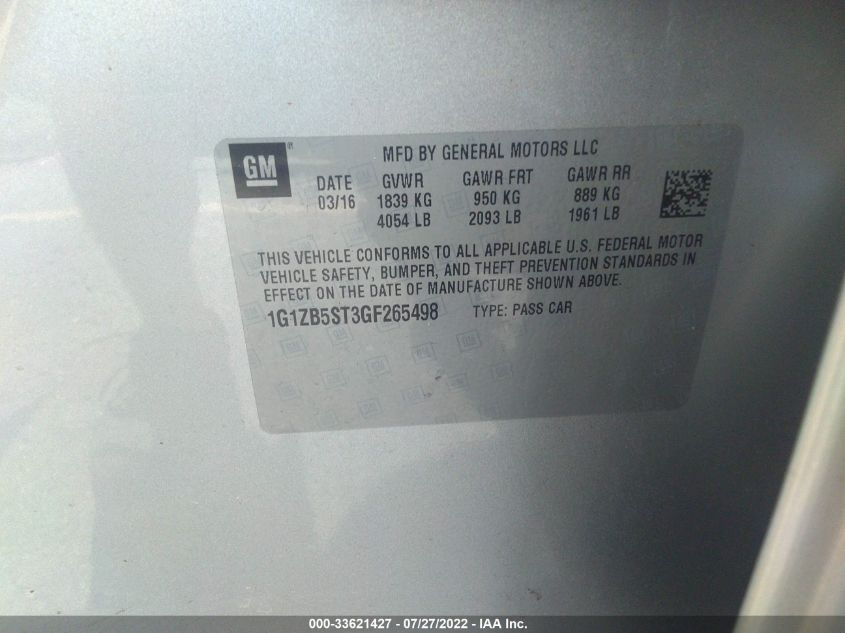 GM
MFD BY GENERAL MOTORS LLC
DATE GVWR GAWR FRT GAWR RR
03/16 1839 KG 950 KG 889 KG
4054 LB 2093 LB 1961 LB
THIS VEHICLE CONFORMS TO ALL APPLICABLE U.S. FEDERAL MOTOR
VEHICLE SAFETY, BUMPER, AND THEFT PREVENTION STANDARDS IN
EFFECT ON THE DATE OF MANUFACTURE SHOWN ABOVE.
1G1ZB5ST3GF265498 TYPE: PASS CAR
000-33621427 - 07/27/2022 - IAA Inc.